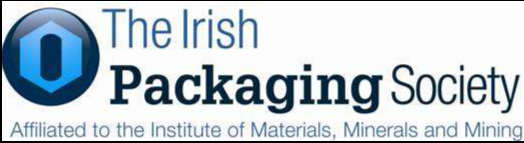 The Irish
Packaging Society
Affiliated to the Institute of Materials, Minerals and Mining